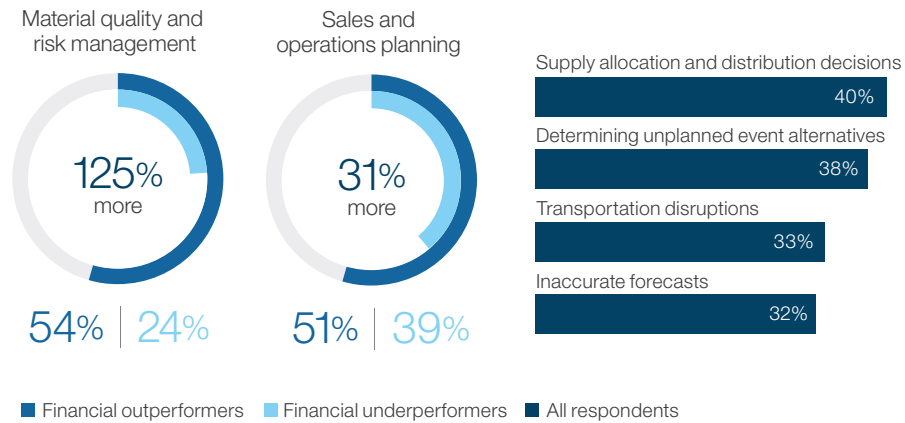 Material quality and
risk management
125%
more
54% | 24%
Sales and
operations planning
31%
more
51% | 39%
Supply allocation and distribution decisions
40%
Determining unplanned event alternatives
38%
Transportation disruptions
33%
Inaccurate forecasts
32%
Financial outperformers
Financial underperformers
All respondents